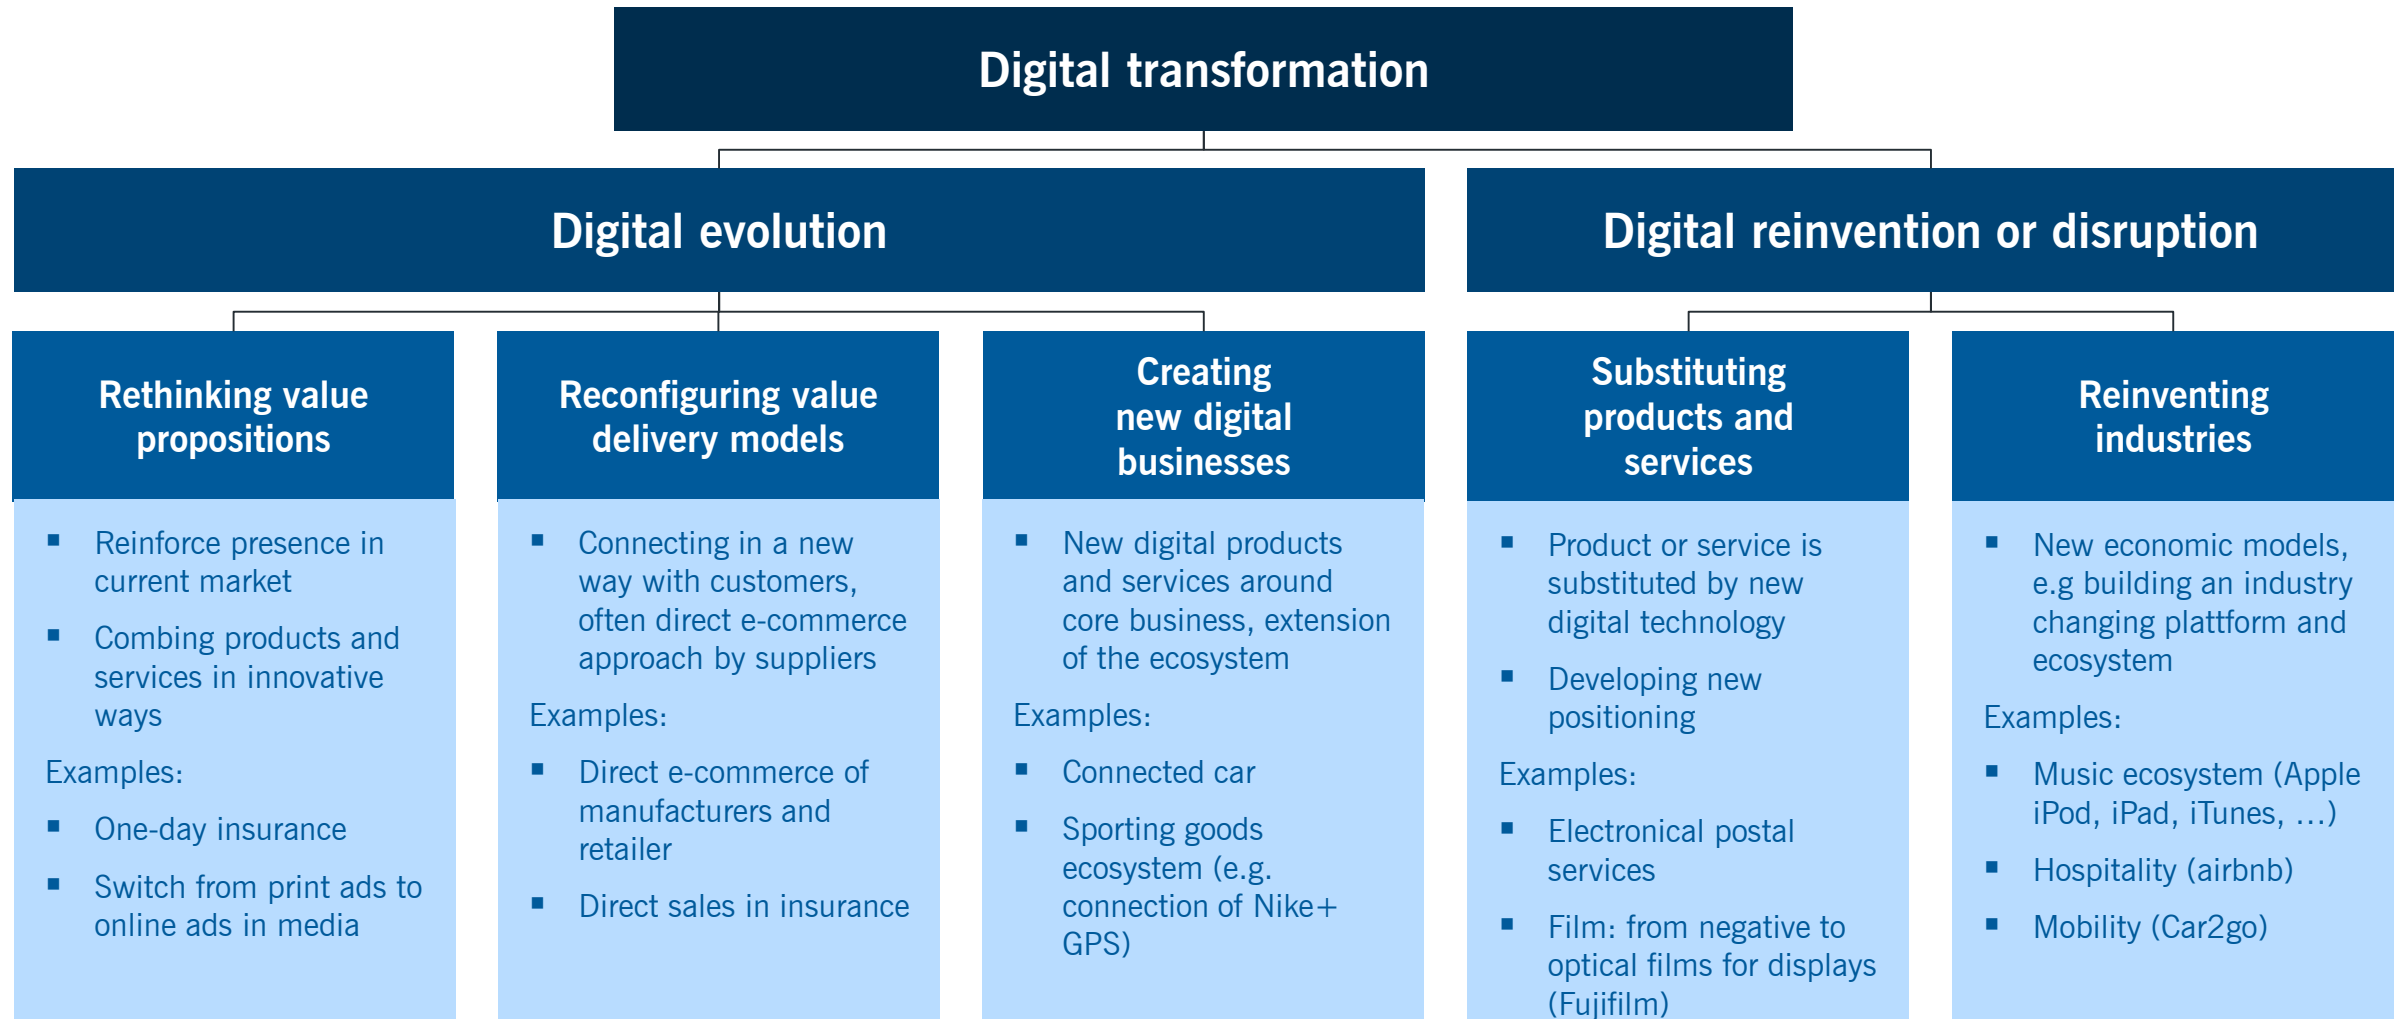 Digital transformation
Digital evolution
Digital reinvention or disruption
Rethinking value
propositions
Reconfiguring value
delivery models
Creating
new digital
businesses
Substituting
products and
services
Reinventing
industries
▪ Reinforce presence in
current market
▪ Combing products and
services in innovative
ways
Examples:
▪ One-day insurance
▪ Switch from print ads to
online ads in media
▪ Connecting in a new
way with customers,
often direct e-commerce
approach by suppliers
Examples:
▪ Direct e-commerce of
manufacturers and
retailer
▪ Direct sales in insurance
▪ New digital products
and services around
core business, extension
of the ecosystem
Examples:
▪ Connected car
▪ Sporting goods
ecosystem (e.g.
connection of Nike+
GPS)
▪ Product or service is
substituted by new
digital technology
▪ Developing new
positioning
Examples:
▪ Electronical postal
services
▪ Film: from negative to
optical films for displays
(Fujifilm)
▪ New economic models,
e.g building an industry
changing plattform and
ecosystem
Examples:
▪ Music ecosystem (Apple
iPod, iPad, iTunes, …)
▪ Hospitality (airbnb)
▪ Mobility (Car2go)